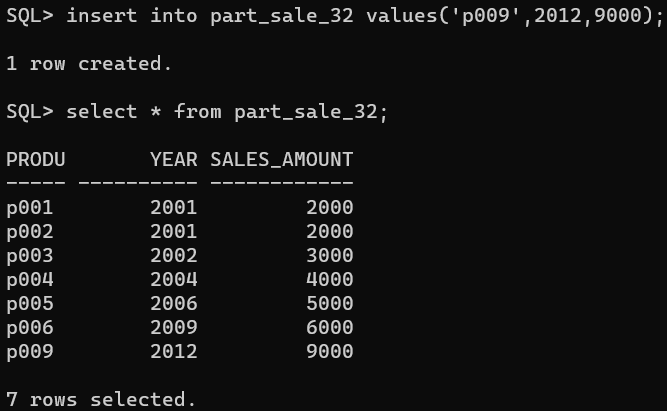 SQL> insert into part_sale_32 values('p009',2012,9000);
1 row created.
SQL> select * from part_sale_32;
PRODU       YEAR SALES_AMOUNT
----- ---------- ------------
p001        2001         2000
p002        2001         2000
p003        2002         3000
p004        2004         4000
p005        2006         5000
p006        2009         6000
p009        2012         9000
7 rows selected.